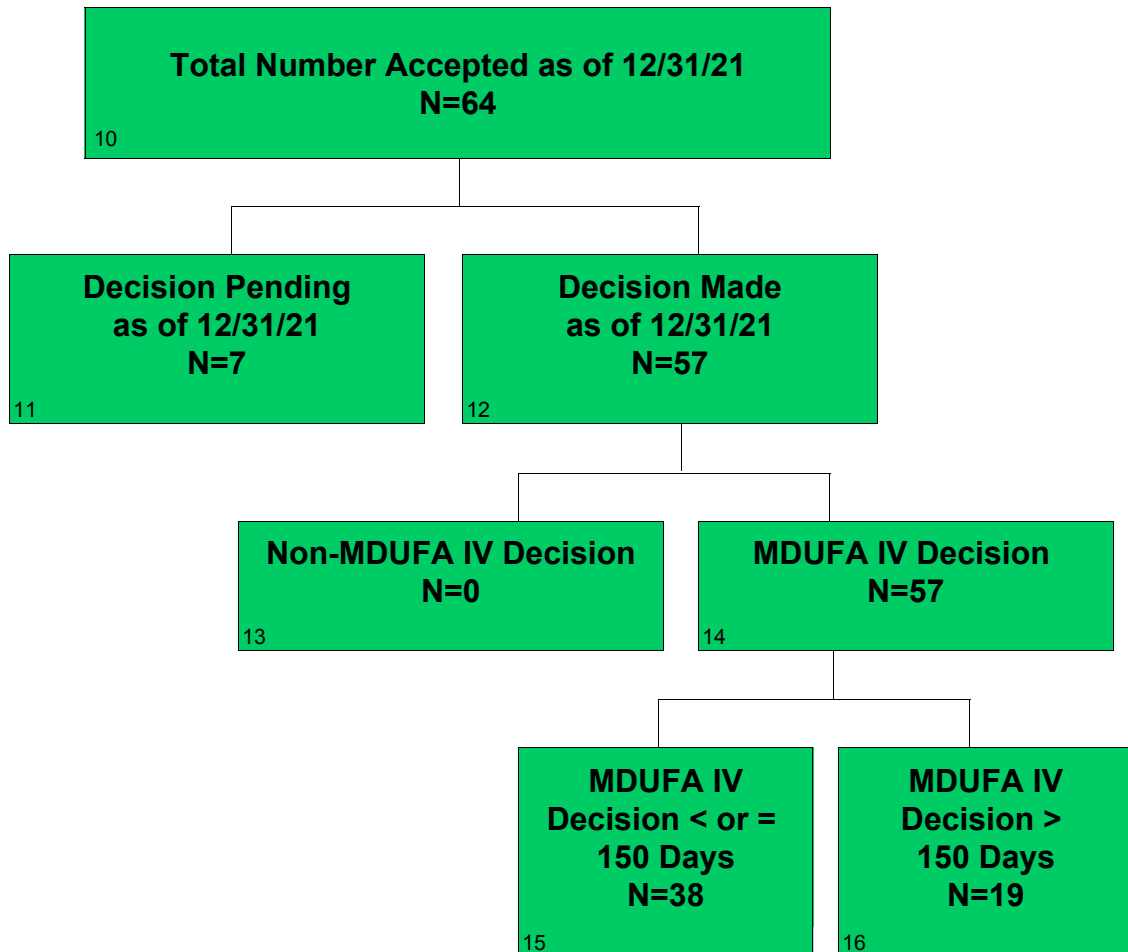 Total Number Accepted as of 12/31/21
N=64
10
Decision Pending
as of 12/31/21
N=7
11
Decision Made
as of 12/31/21
N=57
12
Non-MDUFA IV Decision
N=0
13
MDUFA IV Decision
N=57
14
MDUFA IV
Decision < or =
150 Days
N=38
15
MDUFA IV
Decision >
150 Days
N=19
16